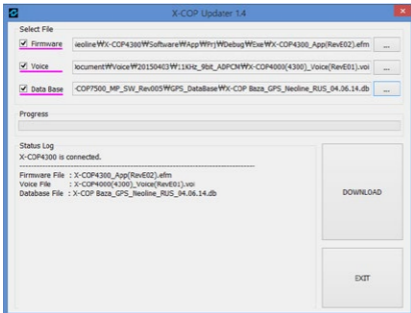 X-COP Updater 1.4
Select File
Firmware
ieoline₩X-COP4300₩Software₩App₩Prj₩Debug₩Exe₩X-COP4300_App(RevE02).efm
...
Voice
locument₩Voice₩20150403₩11KHz_9bit_ADPCM₩X-COP4000(4300)_Voice(RevE01).voi
...
Data Base
-COP7500_MP_SW_Rev005₩GPS_DataBase₩X-COP Baza_GPS_Neoline_RUS_04.06.14.db
...
Progress
Status Log
X-COP4300 is connected.
Firmware File : X-COP4300_App(RevE02).efm
Voice File : X-COP4000(4300)_Voice(RevE01).voi
Database File : X-COP Baza_GPS_Neoline_RUS_04.06.14.db
DOWNLOAD
EXIT